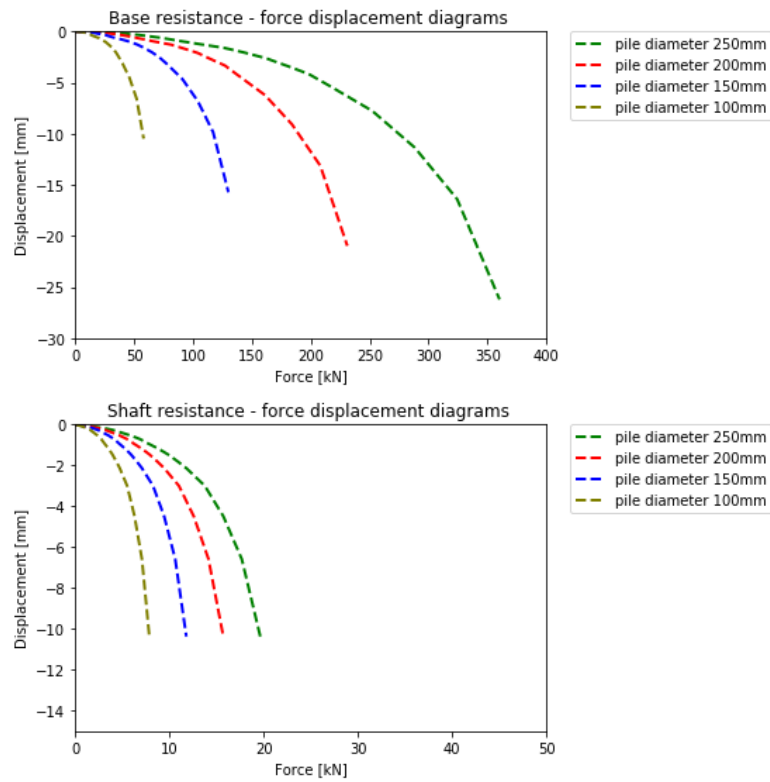 Base resistance - force displacement diagrams
0
−5
−10
−15
−20
−25
−30
Displacement [mm]
0 50 100 150 200 250 300 350 400
Force [kN]
pile diameter 250mm
pile diameter 200mm
pile diameter 150mm
pile diameter 100mm
Shaft resistance - force displacement diagrams
0
−2
−4
−6
−8
−10
−12
−14
Displacement [mm]
0 10 20 30 40 50
Force [kN]
pile diameter 250mm
pile diameter 200mm
pile diameter 150mm
pile diameter 100mm